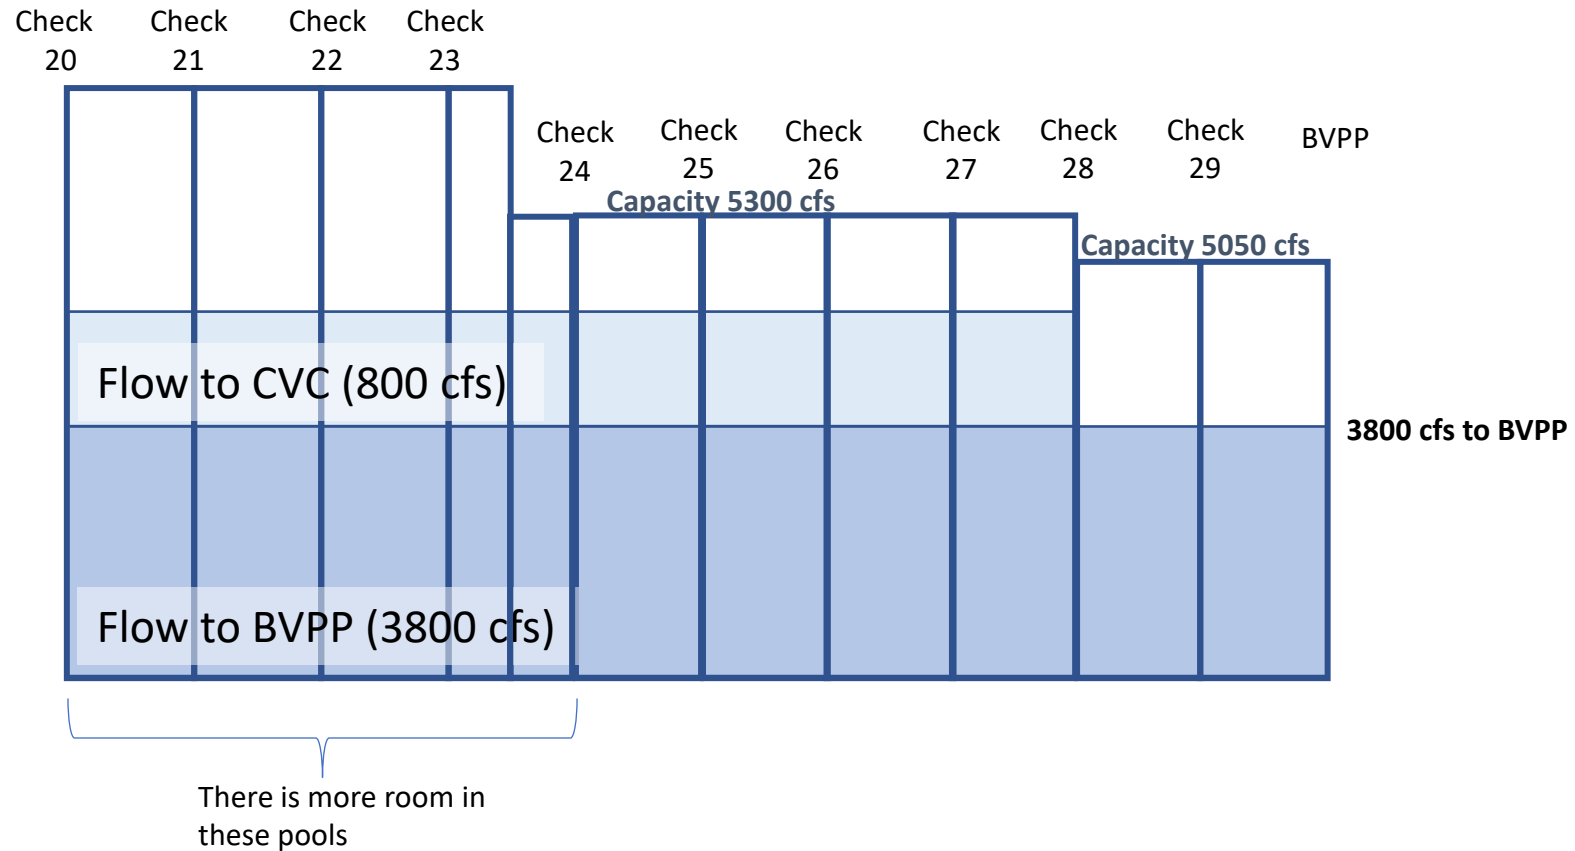 Check
20
Check
21
Check
22
Check
23
Check
24
Check
25
Check
26
Check
27
Check
28
Check
29
BVPP
Capacity 5300 cfs
Capacity 5050 cfs
Flow to CVC (800 cfs)
3800 cfs to BVPP
Flow to BVPP (3800 cfs)
There is more room in
these pools